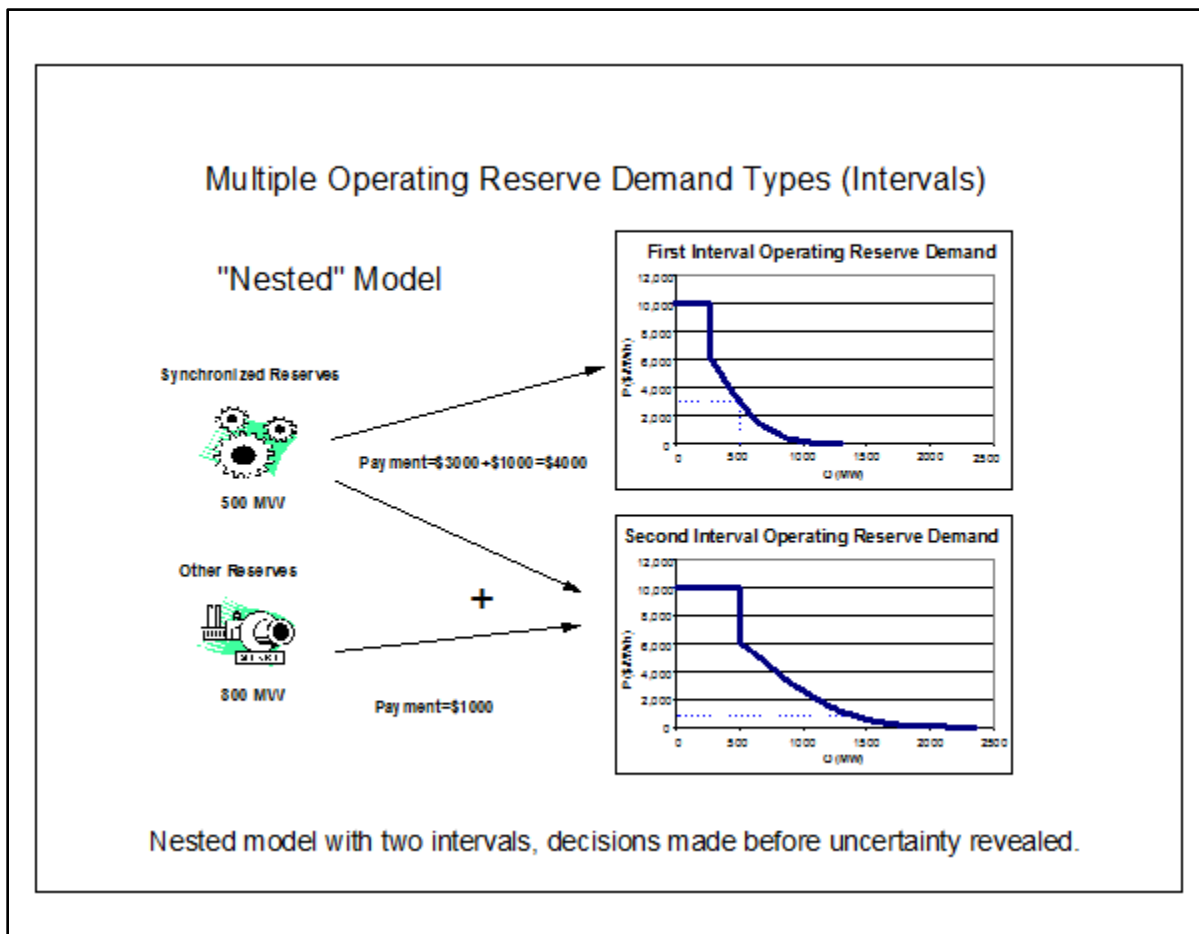 Multiple Operating Reserve Demand Types (Intervals)
"Nested" Model
Synchronized Reserves
500 MW
Payment=$3000+$1000=$4000
Other Reserves
800 MW
+
Payment=$1000
First Interval Operating Reserve Demand
12,000
10,000
8,000
6,000
4,000
2,000
0
P ($/MWh)
0 500 1000 1500 2000 2500
Q (MW)
Second Interval Operating Reserve Demand
12,000
10,000
8,000
6,000
4,000
2,000
0
P ($/MWh)
0 500 1000 1500 2000 2500
Q (MW)
Nested model with two intervals, decisions made before uncertainty revealed.